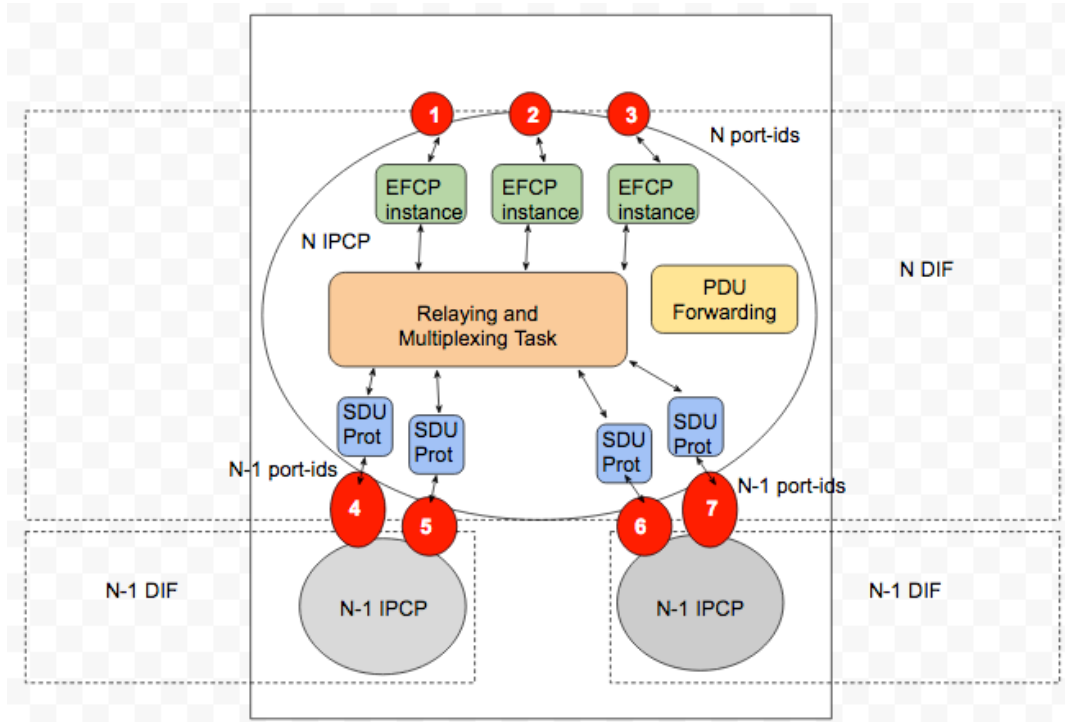 1
2
3
N port-ids
EFCP
instance
EFCP
instance
EFCP
instance
N IPCP
N DIF
PDU
Forwarding
Relaying and
Multiplexing Task
SDU
Prot
SDU
Prot
SDU
Prot
SDU
Prot
N-1 port-ids
N-1 port-ids
4
5
6
7
N-1 DIF
N-1 IPCP
N-1 IPCP
N-1 DIF